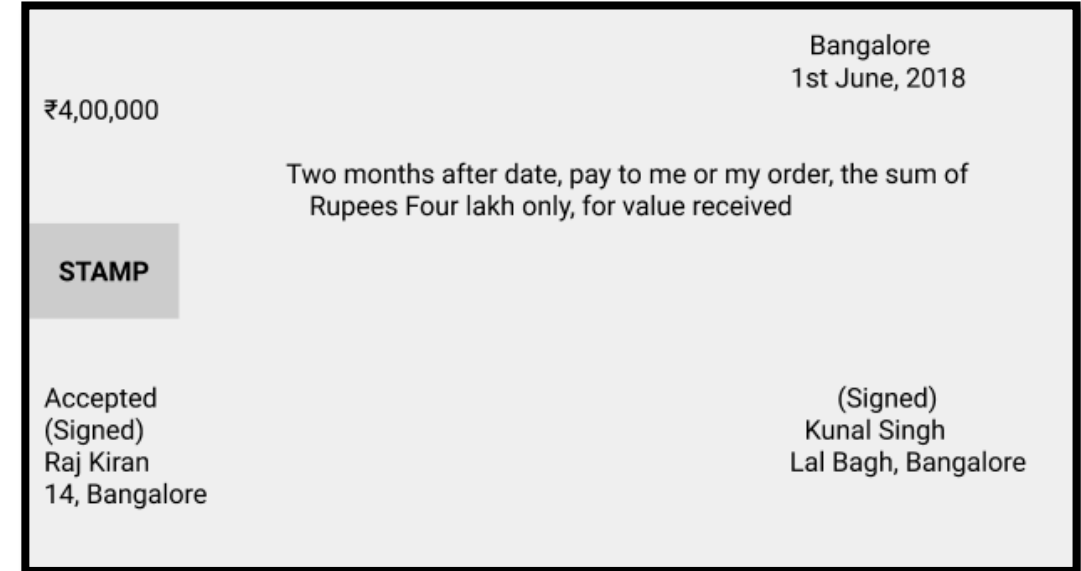 Bangalore
1st June, 2018
₹4,00,000
Two months after date, pay to me or my order, the sum of
Rupees Four lakh only, for value received
STAMP
Accepted
(Signed)
Raj Kiran
14, Bangalore
(Signed)
Kunal Singh
Lal Bagh, Bangalore